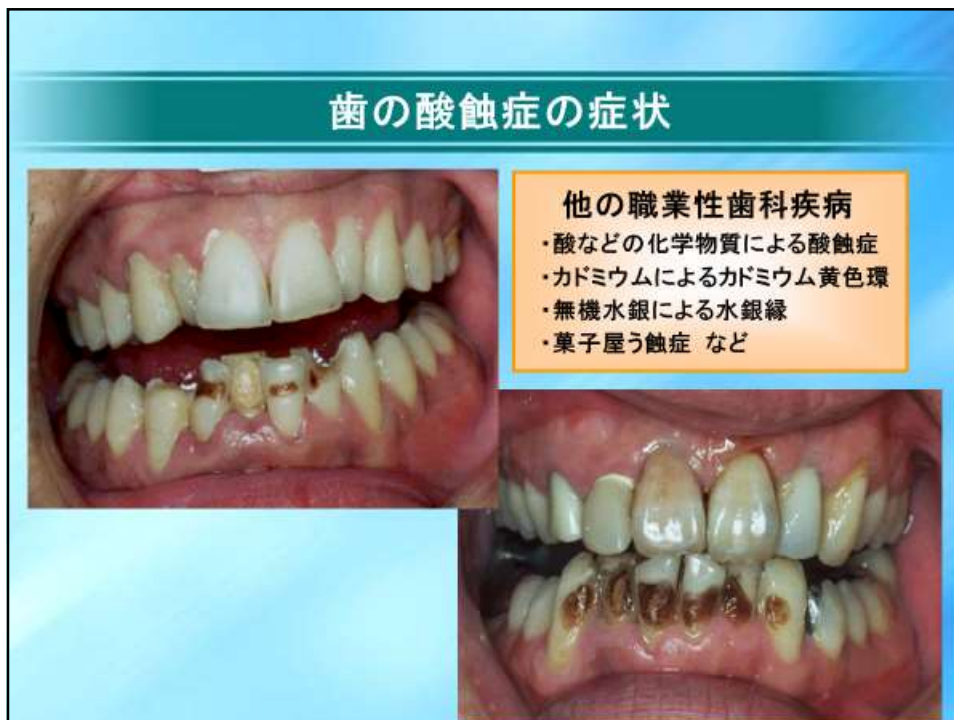 歯の酸蝕症の症状
他の職業性歯科疾病
・酸などの化学物質による酸蝕症
・カドミウムによるカドミウム黄色環
・無機水銀による水銀縁
・菓子屋う蝕症 など